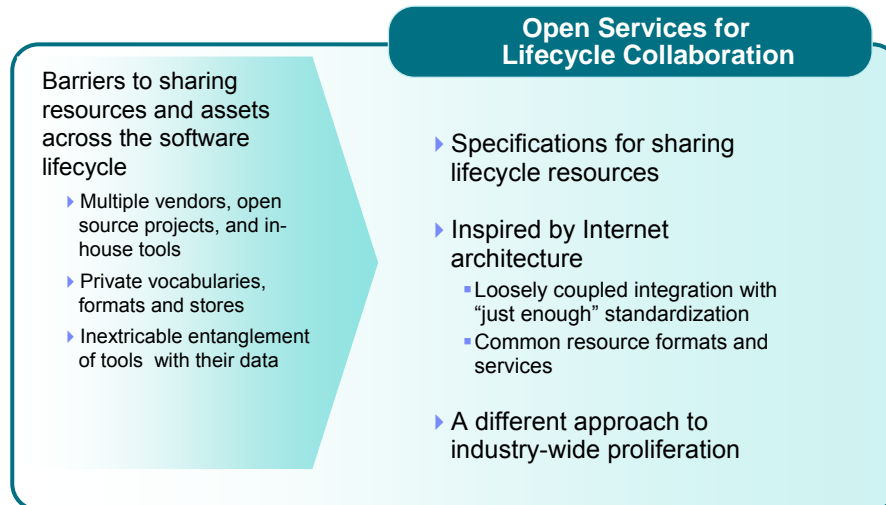 Open Services for
Lifecycle Collaboration
Barriers to sharing
resources and assets
across the software
lifecycle
Multiple vendors, open
source projects, and in-
house tools
Private vocabularies,
formats and stores
Inextricable entanglement
of tools with their data
Specifications for sharing
lifecycle resources
Inspired by Internet
architecture
Loosely coupled integration with
“just enough” standardization
Common resource formats and
services
A different approach to
industry-wide proliferation